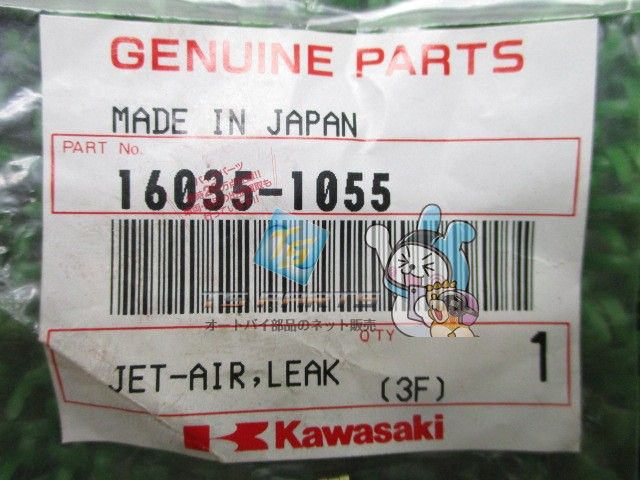 GENUINE PARTS
MADE IN JAPAN
PART No.
16035-1055
オートバイ部品のネット販売
Q'TY
JET-AIR,LEAK (3F) 1
Kawasaki